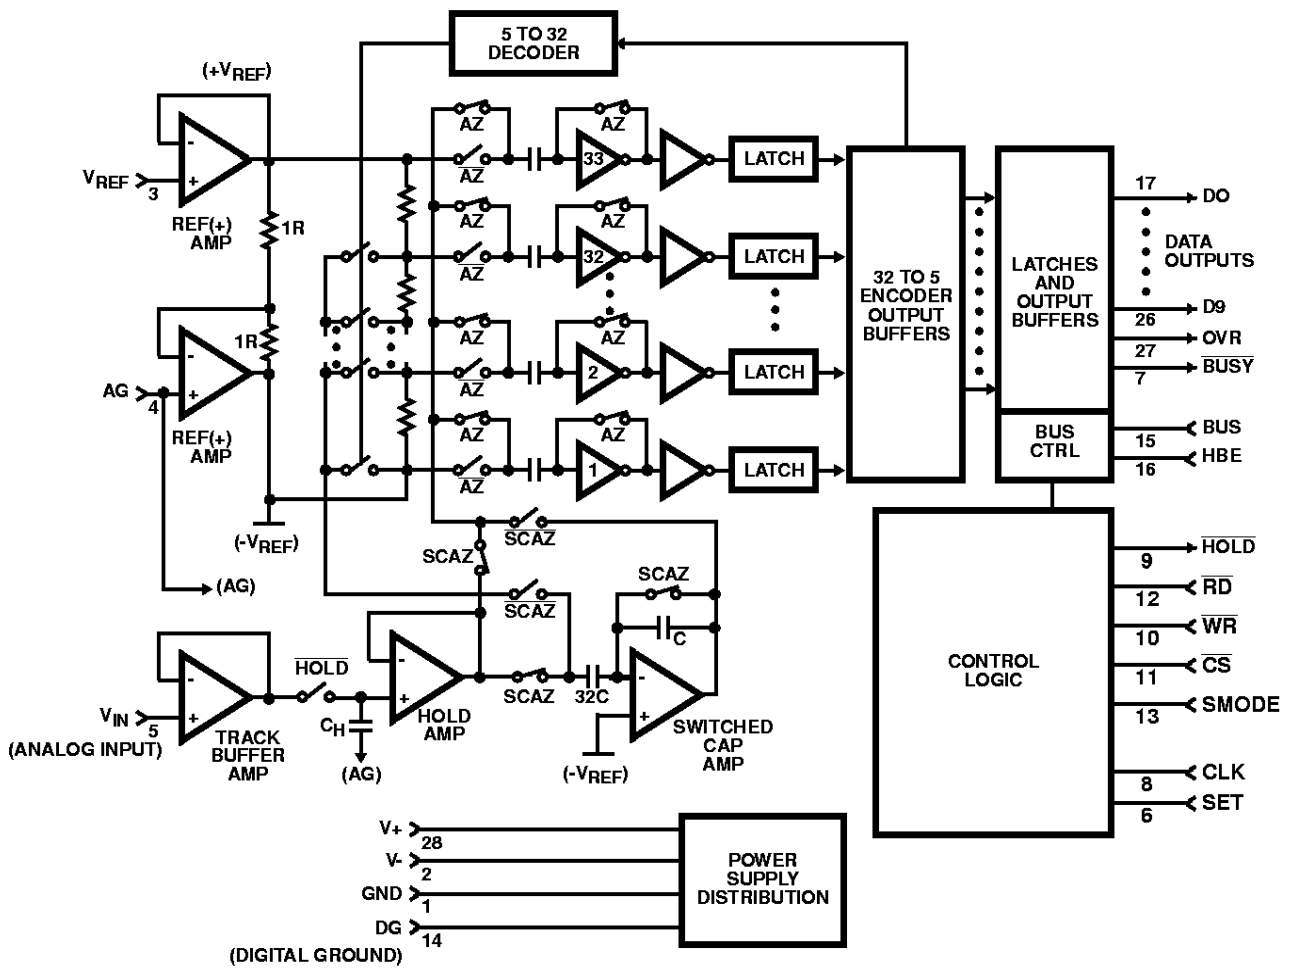 5 TO 32
DECODER
(+VREF)
VREF
3
-
+
REF(+)
AMP
1R
1R
AG
4
-
+
REF(+)
AMP
(-VREF)
(AG)
AZ
AZ
AZ
33
LATCH
AZ
AZ
AZ
32
LATCH
AZ
AZ
AZ
2
LATCH
AZ
AZ
AZ
1
LATCH
32 TO 5
ENCODER
OUTPUT
BUFFERS
LATCHES
AND
OUTPUT
BUFFERS
BUS
CTRL
17
DO
DATA
OUTPUTS
D9
26
OVR
27
BUSY
7
BUS
15
HBE
16
SCAZ
SCAZ
SCAZ
SCAZ
SCAZ
C
32C
-
+
SWITCHED
CAP
AMP
(-VREF)
VIN
5
(ANALOG INPUT)
-
+
TRACK
BUFFER
AMP
HOLD
CH
(AG)
-
+
HOLD
AMP
CONTROL
LOGIC
HOLD
9
RD
12
WR
10
CS
11
SMODE
13
CLK
8
SET
6
V+
28
V-
2
GND
1
DG
14
(DIGITAL GROUND)
POWER
SUPPLY
DISTRIBUTION